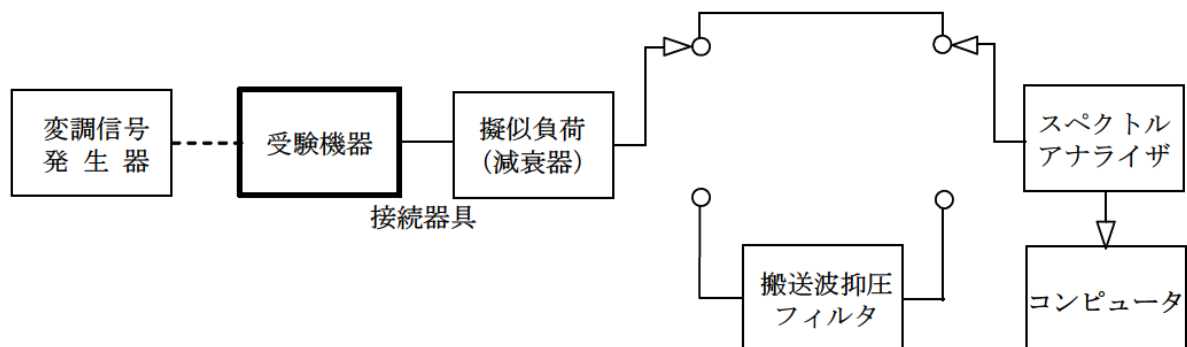 変調信号
発生器
受験機器
接続器具
擬似負荷
(減衰器)
搬送波抑圧
フィルタ
スペクトル
アナライザ
コンピュータ